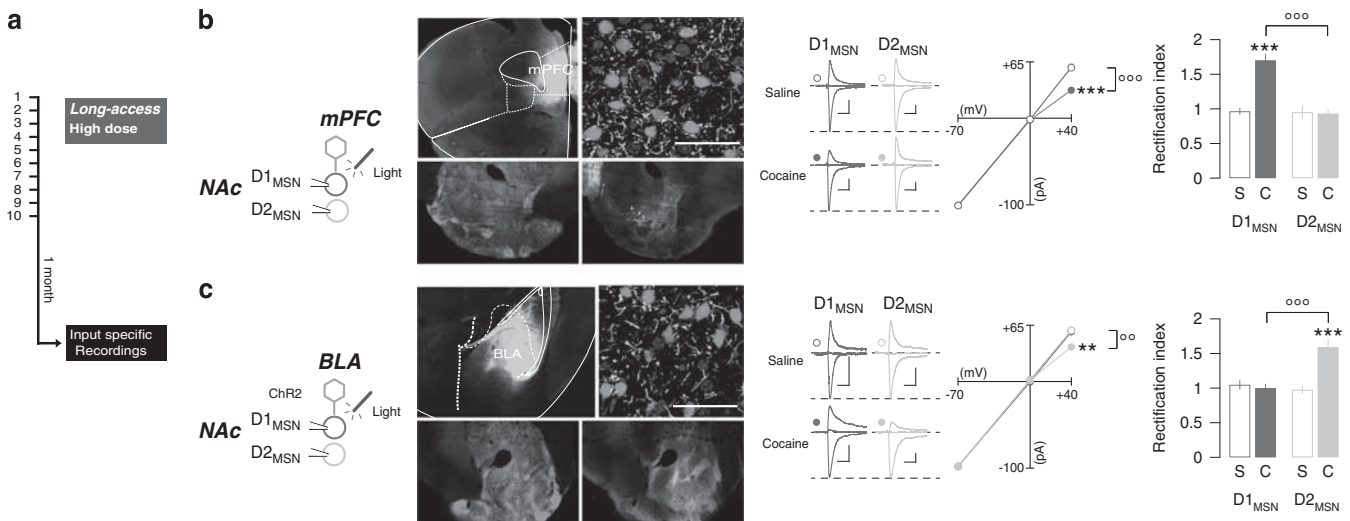 a
1
2
3
4
5
6
7
8
9
10
Long-access
High dose
1 month
Input specific
Recordings
b
mPFC
Light
NAc
D1MSN
D2MSN
mPFC
D1MSN D2MSN
Saline
Cocaine
+65
(mV)
-70
+40
***
°°°
-100
(pA)
Rectification index
2
1.5
1
0.5
0
°°°
***
S C S C
D1MSN D2MSN
c
BLA
ChR2
Light
NAc
D1MSN
D2MSN
BLA
D1MSN D2MSN
Saline
Cocaine
+65
(mV)
-70
+40
**
°°
-100
(pA)
Rectification index
2
1.5
1
0.5
0
°°°
***
S C S C
D1MSN D2MSN